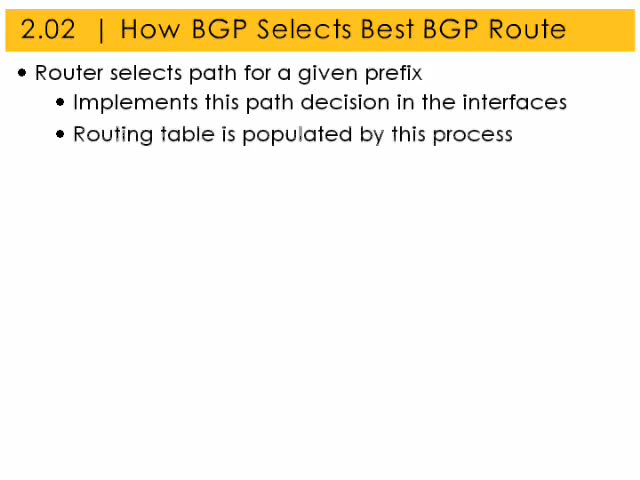 2.02 | How BGP Selects Best BGP Route
• Router selects path for a given prefix
• Implements this path decision in the interfaces
• Routing table is populated by this process